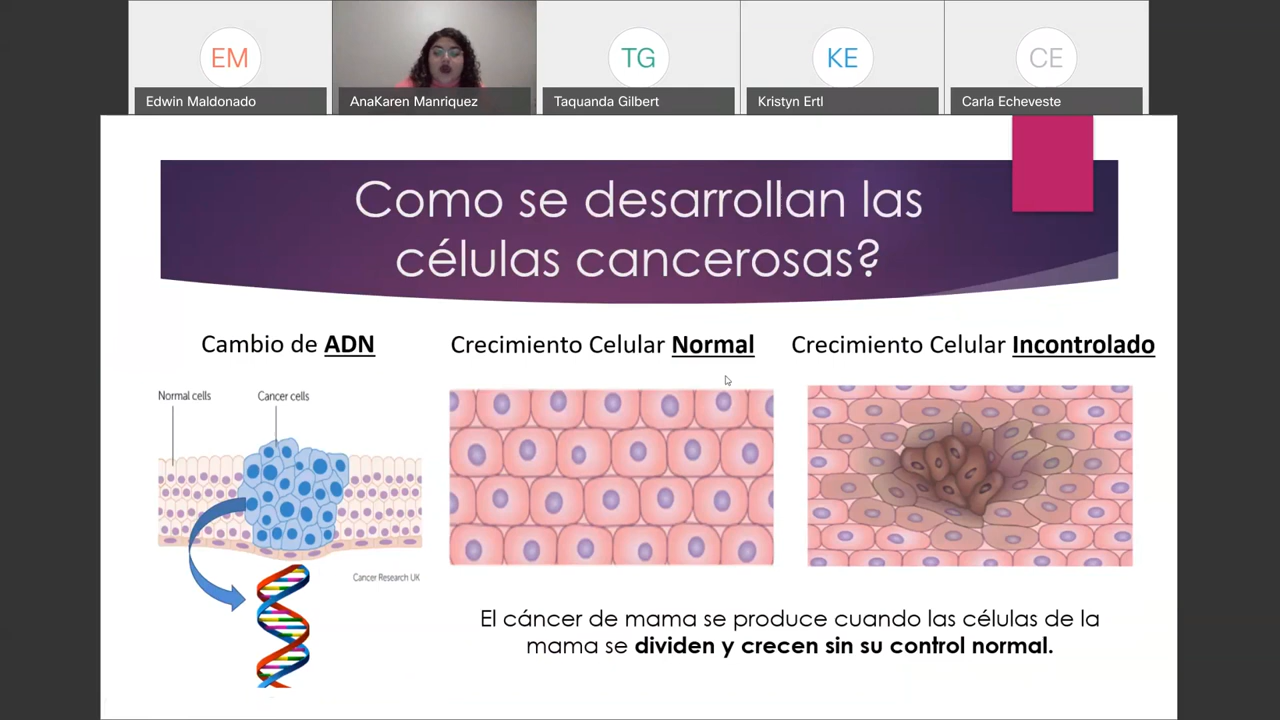 EM
TG
KE
CE
Edwin Maldonado
AnaKaren Manriquez
Taquanda Gilbert
Kristyn Ertl
Carla Echeveste
Como se desarrollan las
células cancerosas?
Cambio de ADN
Crecimiento Celular Normal
Crecimiento Celular Incontrolado
Normal cells
Cancer cells
Cancer Research UK
El cáncer de mama se produce cuando las células de la
mama se dividen y crecen sin su control normal.